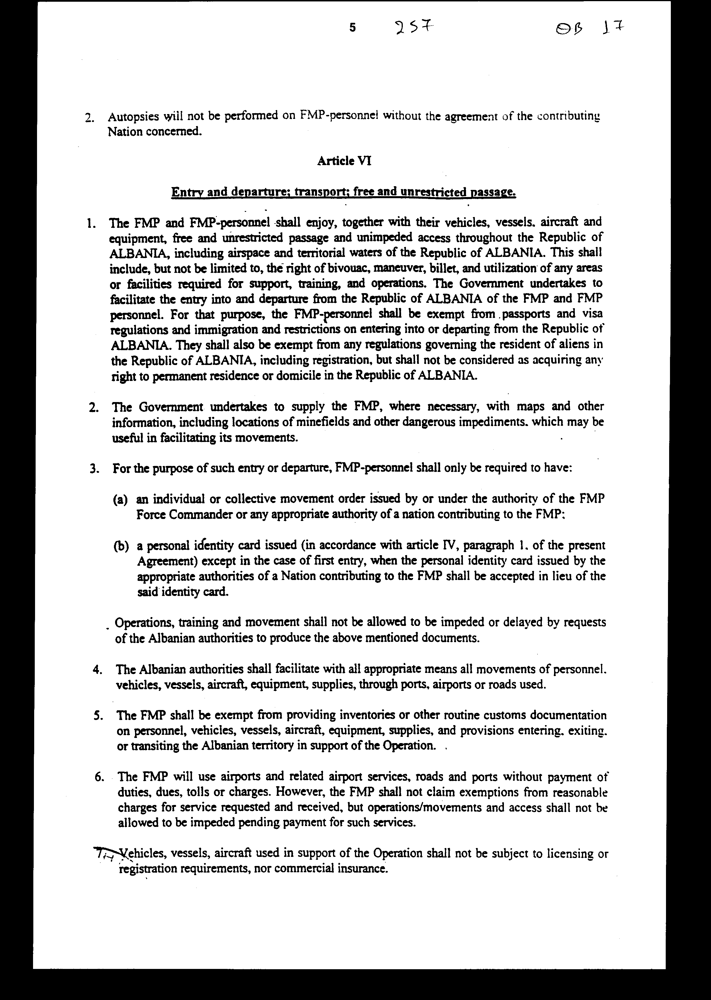 5 257 ΘB 17
2. Autopsies will not be performed on FMP-personnel without the agreement of the contributing
Nation concerned.
Article VI
Entry and departure; transport; free and unrestricted passage.
1. The FMP and FMP-personnel shall enjoy, together with their vehicles, vessels. aircraft and
equipment, free and unrestricted passage and unimpeded access throughout the Republic of
ALBANIA, including airspace and territorial waters of the Republic of ALBANIA. This shall
include, but not be limited to, the right of bivouac, maneuver, billet, and utilization of any areas
or facilities required for support, training, and operations. The Government undertakes to
facilitate the entry into and departure from the Republic of ALBANIA of the FMP and FMP
personnel. For that purpose, the FMP-personnel shall be exempt from passports and visa
regulations and immigration and restrictions on entering into or departing from the Republic of
ALBANIA. They shall also be exempt from any regulations governing the resident of aliens in
the Republic of ALBANIA, including registration, but shall not be considered as acquiring any
right to permanent residence or domicile in the Republic of ALBANIA.
2. The Government undertakes to supply the FMP, where necessary, with maps and other
information, including locations of minefields and other dangerous impediments. which may be
useful in facilitating its movements.
3. For the purpose of such entry or departure, FMP-personnel shall only be required to have:
(a) an individual or collective movement order issued by or under the authority of the FMP
Force Commander or any appropriate authority of a nation contributing to the FMP;
(b) a personal identity card issued (in accordance with article IV, paragraph 1. of the present
Agreement) except in the case of first entry, when the personal identity card issued by the
appropriate authorities of a Nation contributing to the FMP shall be accepted in lieu of the
said identity card.
Operations, training and movement shall not be allowed to be impeded or delayed by requests
of the Albanian authorities to produce the above mentioned documents.
4. The Albanian authorities shall facilitate with all appropriate means all movements of personnel.
vehicles, vessels, aircraft, equipment, supplies, through ports, airports or roads used.
5. The FMP shall be exempt from providing inventories or other routine customs documentation
on personnel, vehicles, vessels, aircraft, equipment, supplies, and provisions entering. exiting.
or transiting the Albanian territory in support of the Operation.
6. The FMP will use airports and related airport services, roads and ports without payment of
duties, dues, tolls or charges. However, the FMP shall not claim exemptions from reasonable
charges for service requested and received, but operations/movements and access shall not be
allowed to be impeded pending payment for such services.
Vehicles, vessels, aircraft used in support of the Operation shall not be subject to licensing or
registration requirements, nor commercial insurance.